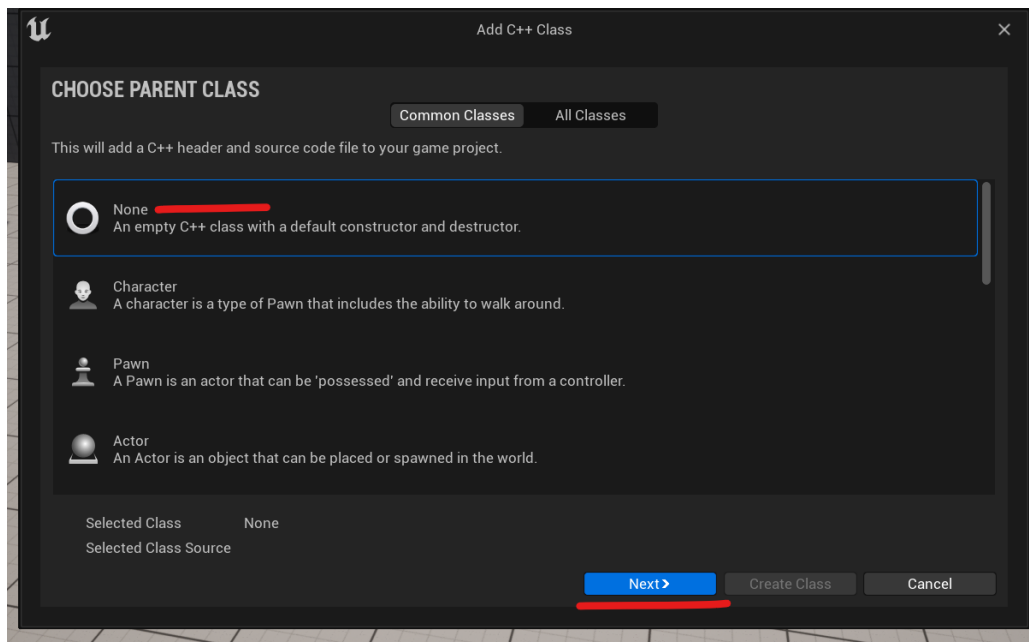 Add C++ Class
CHOOSE PARENT CLASS
Common Classes
All Classes
This will add a C++ header and source code file to your game project.
None
An empty C++ class with a default constructor and destructor.
Character
A character is a type of Pawn that includes the ability to walk around.
Pawn
A Pawn is an actor that can be 'possessed' and receive input from a controller.
Actor
An Actor is an object that can be placed or spawned in the world.
Selected Class None
Selected Class Source
Next
Create Class
Cancel